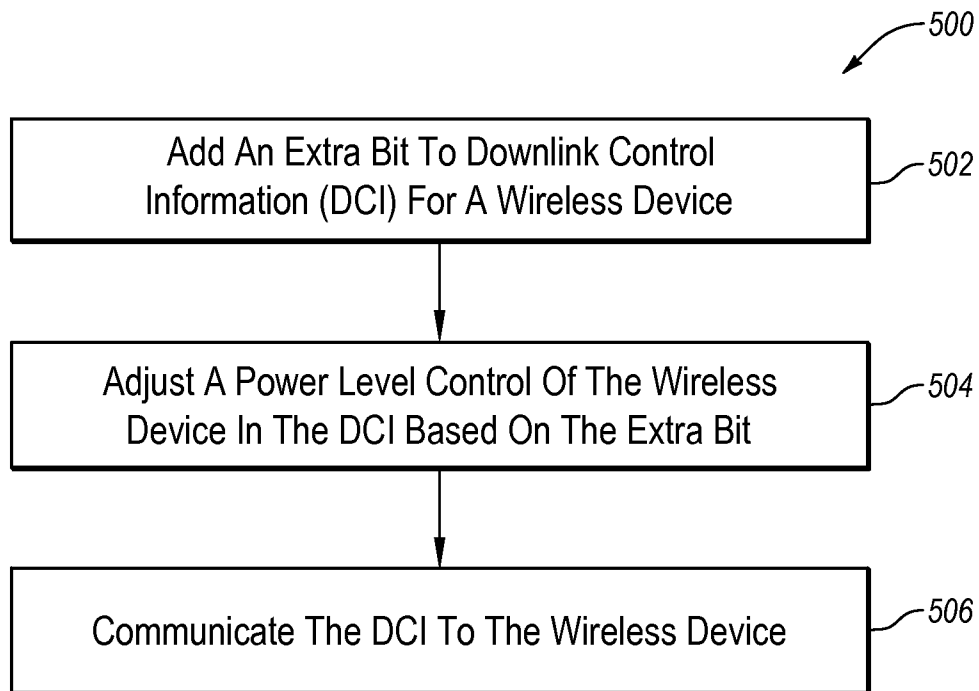 500
Add An Extra Bit To Downlink Control
Information (DCI) For A Wireless Device
502
Adjust A Power Level Control Of The Wireless
Device In The DCI Based On The Extra Bit
504
Communicate The DCI To The Wireless Device
506